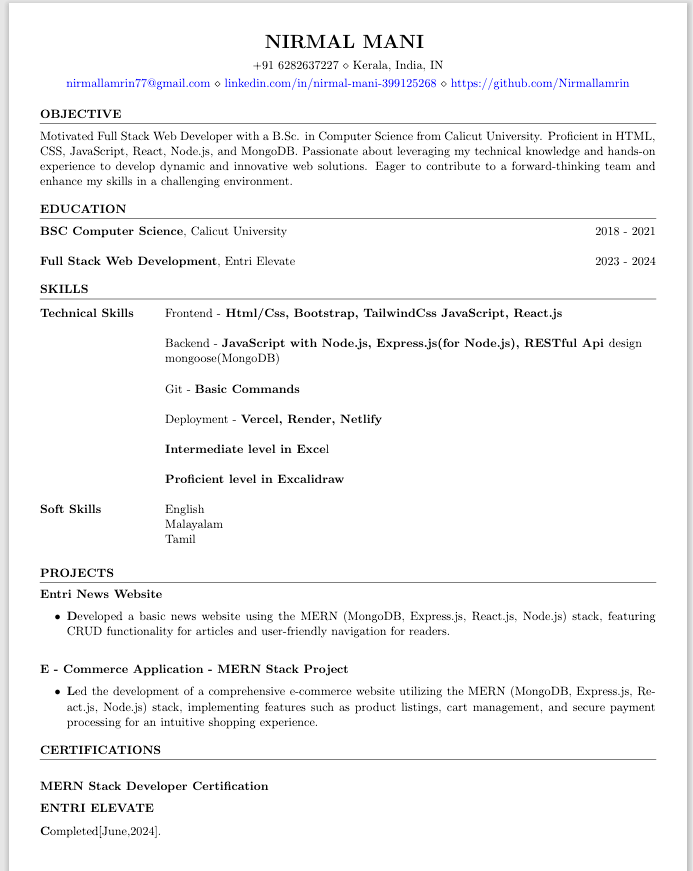 NIRMAL MANI
+91 6282637227 ⋄ Kerala, India, IN
nirmallamrin77@gmail.com ⋄ linkedin.com/in/nirmal-mani-399125268 ⋄ https://github.com/Nirmallamrin
OBJECTIVE
Motivated Full Stack Web Developer with a B.Sc. in Computer Science from Calicut University. Proficient in HTML,
CSS, JavaScript, React, Node.js, and MongoDB. Passionate about leveraging my technical knowledge and hands-on
experience to develop dynamic and innovative web solutions. Eager to contribute to a forward-thinking team and
enhance my skills in a challenging environment.
EDUCATION
BSC Computer Science, Calicut University 2018 - 2021
Full Stack Web Development, Entri Elevate 2023 - 2024
SKILLS
Technical Skills Frontend - Html/Css, Bootstrap, TailwindCss JavaScript, React.js
Backend - JavaScript with Node.js, Express.js(for Node.js), RESTful Api design
mongoose(MongoDB)
Git - Basic Commands
Deployment - Vercel, Render, Netlify
Intermediate level in Excel
Proficient level in Excalidraw
Soft Skills English
Malayalam
Tamil
PROJECTS
Entri News Website
• Developed a basic news website using the MERN (MongoDB, Express.js, React.js, Node.js) stack, featuring
CRUD functionality for articles and user-friendly navigation for readers.
E - Commerce Application - MERN Stack Project
• Led the development of a comprehensive e-commerce website utilizing the MERN (MongoDB, Express.js, Re-
act.js, Node.js) stack, implementing features such as product listings, cart management, and secure payment
processing for an intuitive shopping experience.
CERTIFICATIONS
MERN Stack Developer Certification
ENTRI ELEVATE
Completed[June,2024].